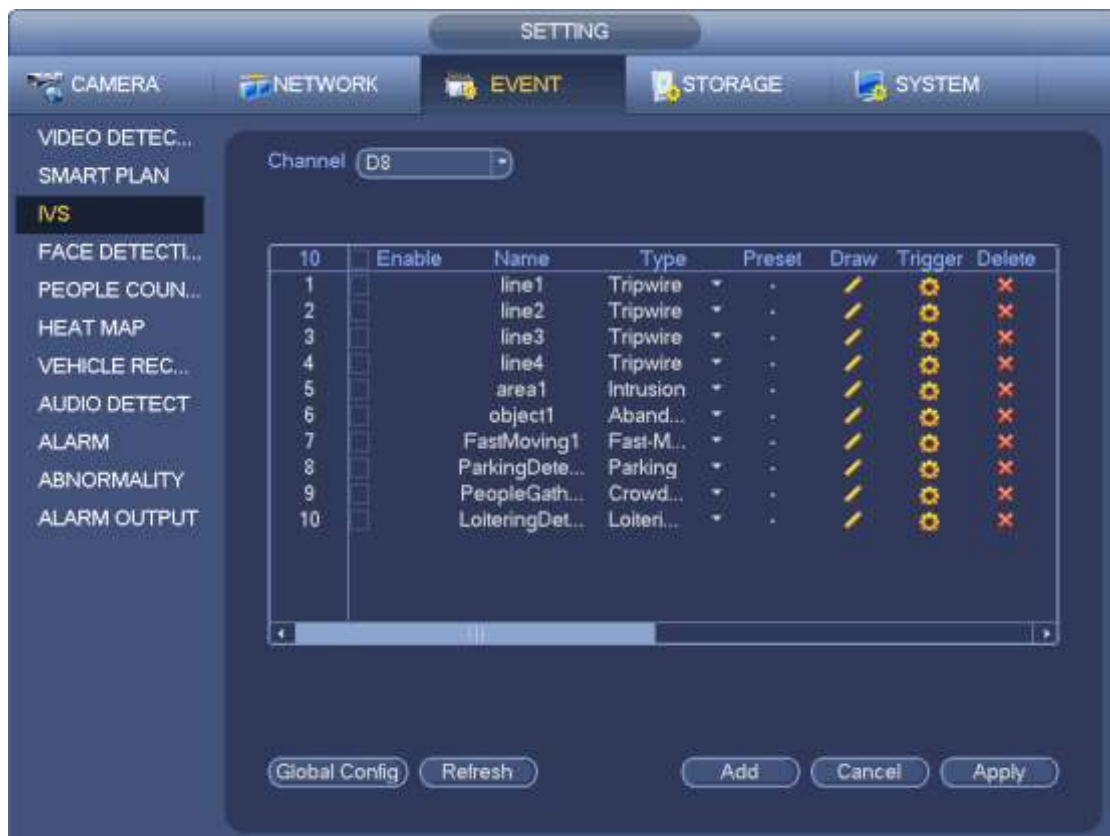 SETTING
CAMERA NETWORK EVENT STORAGE SYSTEM
VIDEO DETEC...
SMART PLAN
IVS
FACE DETECTI...
PEOPLE COUN...
HEAT MAP
VEHICLE REC...
AUDIO DETECT
ALARM
ABNORMALITY
ALARM OUTPUT
Channel D8
10 Enable Name Type Preset Draw Trigger Delete
1 line1 Tripwire -
2 line2 Tripwire -
3 line3 Tripwire -
4 line4 Tripwire -
5 area1 Intrusion -
6 object1 Aband... -
7 FastMoving1 Fast-M... -
8 ParkingDete... Parking -
9 PeopleGath... Crowd... -
10 LoiteringDet... Loiteri... -
Global Config Refresh Add Cancel Apply